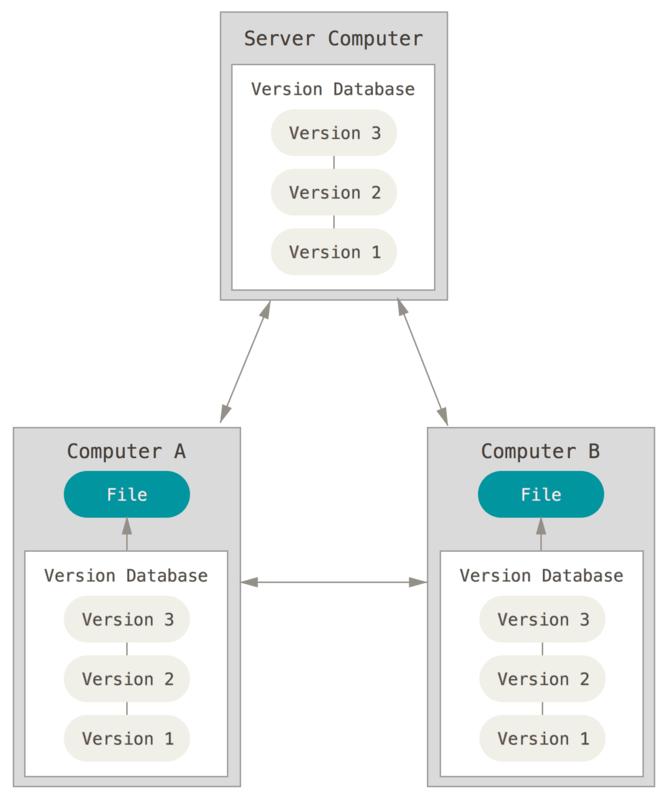 Server Computer
Version Database
Version 3
Version 2
Version 1
Computer A
File
Version Database
Version 3
Version 2
Version 1
Computer B
File
Version Database
Version 3
Version 2
Version 1